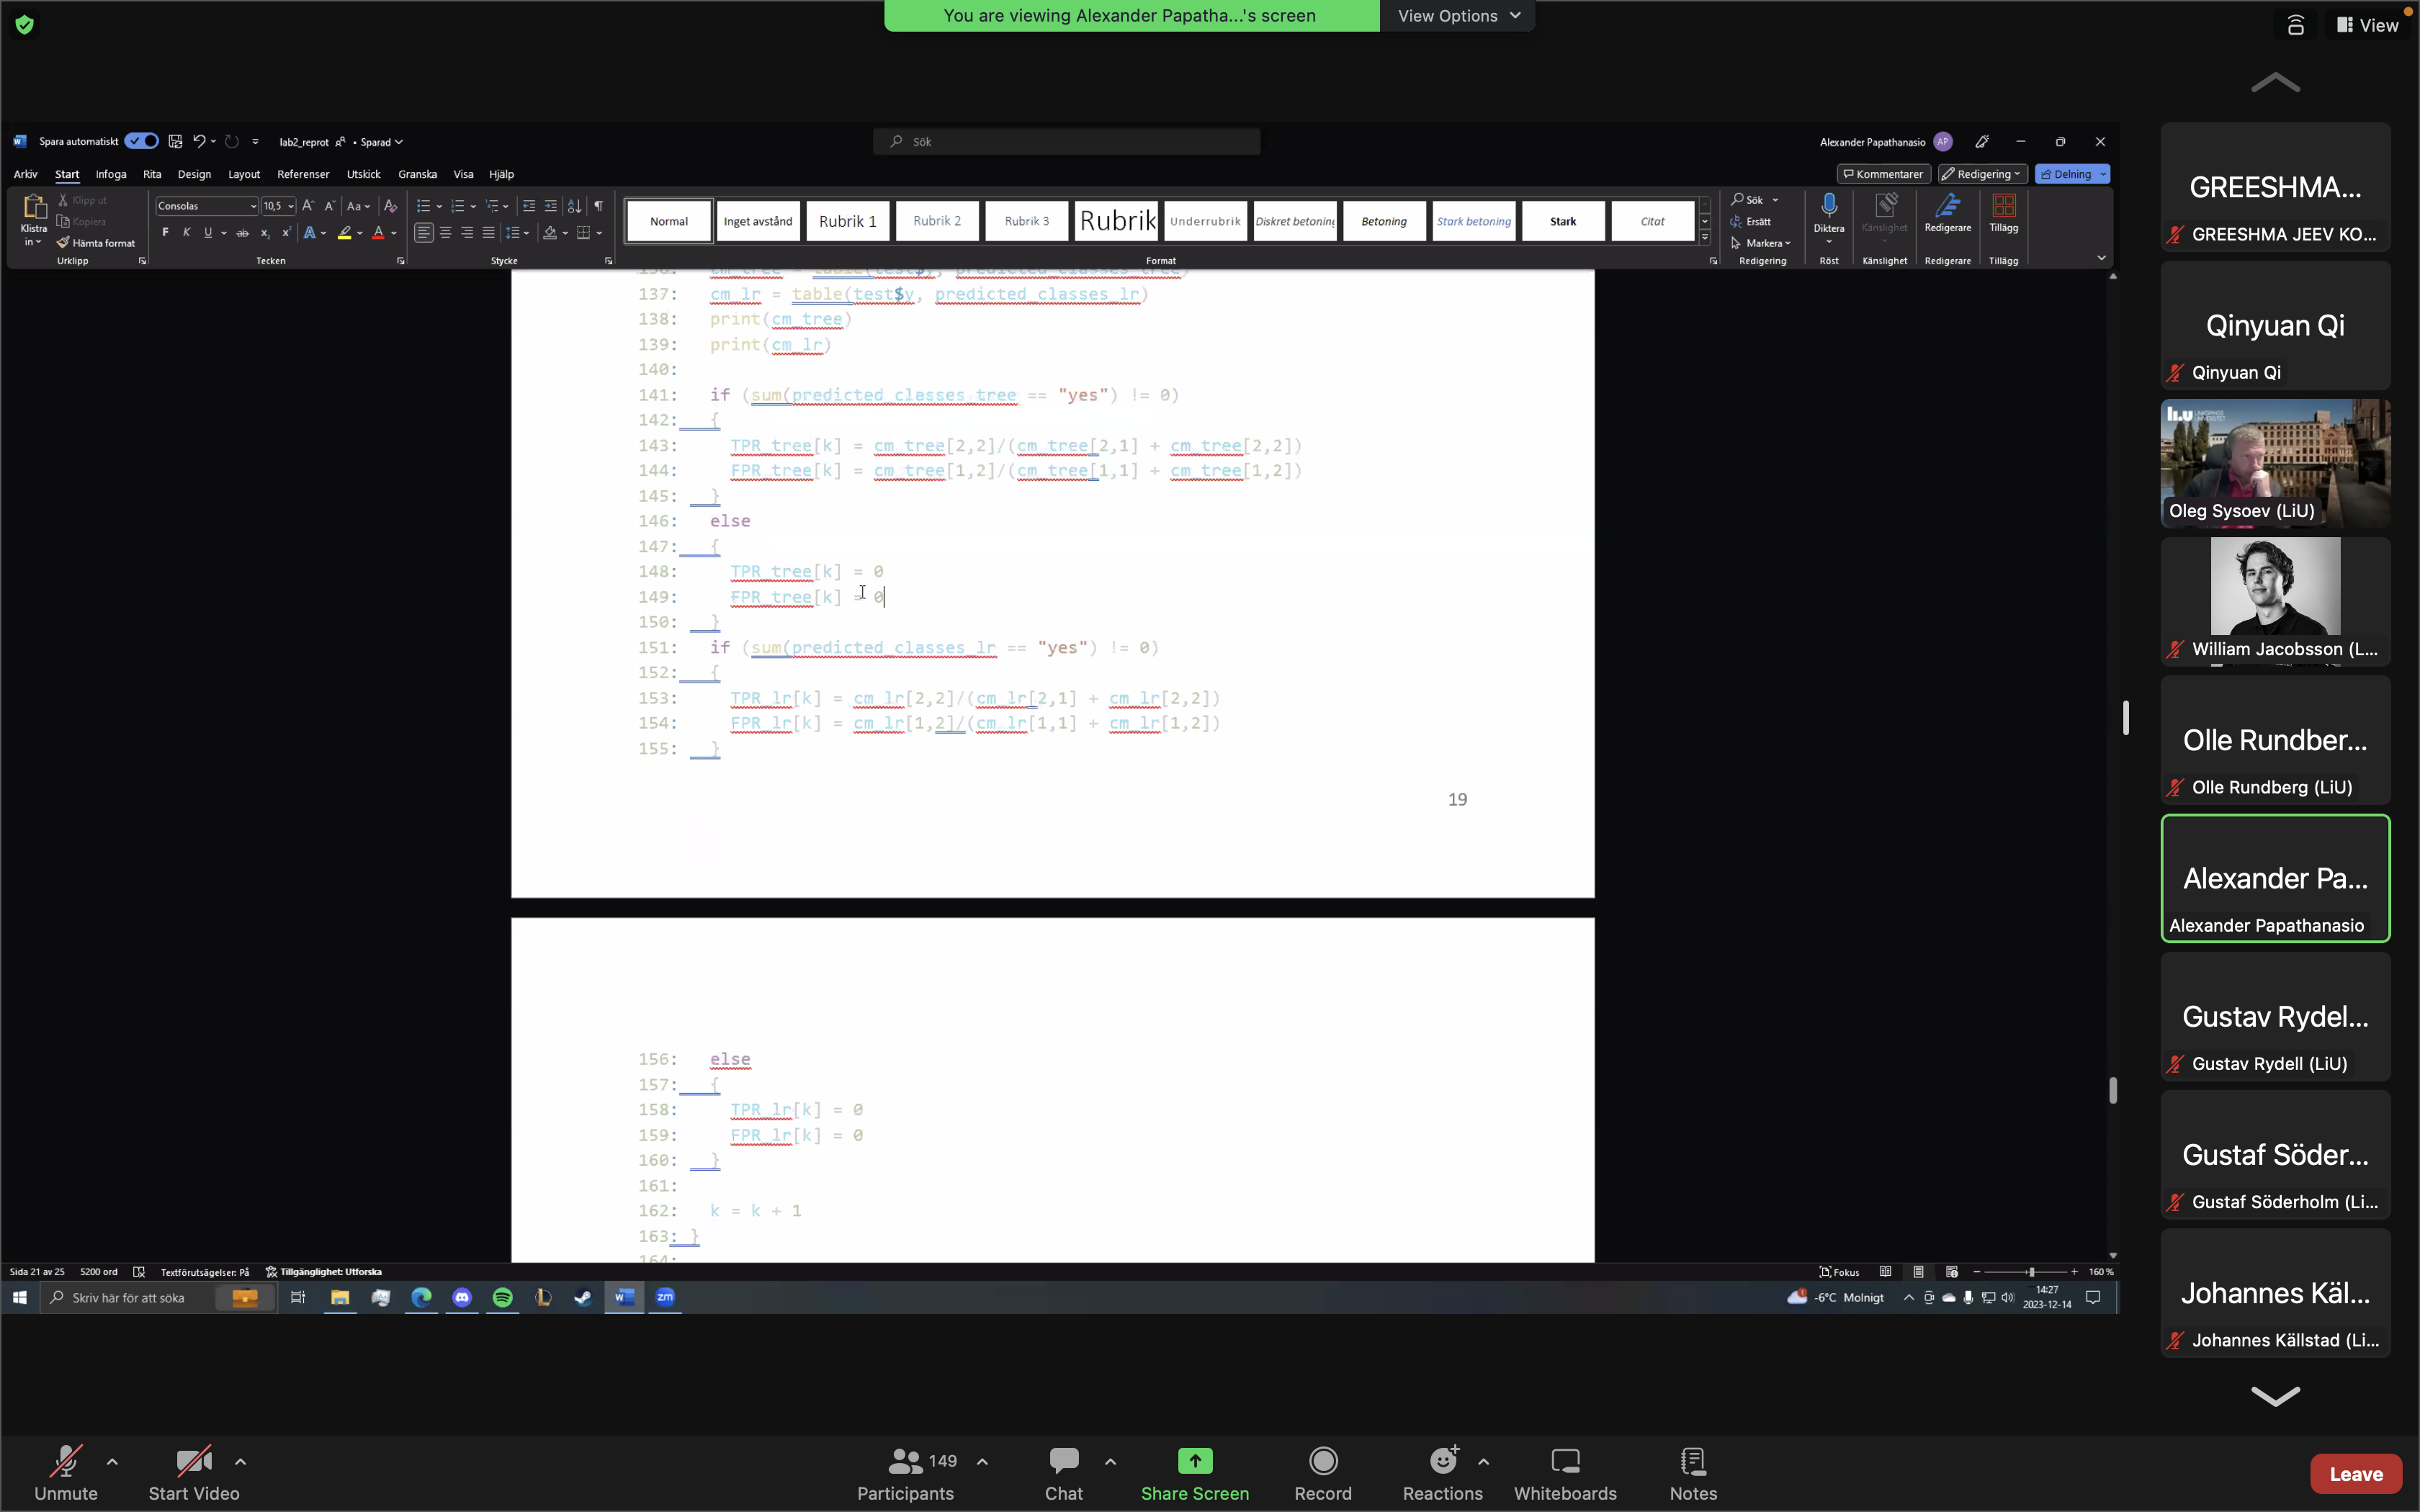 You are viewing Alexander Papatha...'s screen
View Options
View
Spara automatiskt
lab2_reprot
• Sparad
Sök
Alexander Papathanasio
AP
Arkiv
Start
Infoga
Rita
Design
Layout
Referenser
Utskick
Granska
Visa
Hjälp
Kommentarer
Redigering
Delning
Klistra
in
Klipp ut
Kopiera
Hämta format
Urklipp
Consolas
10,5
Aa
F K U ab
Tecken
Stycke
Normal
Inget avstånd
Rubrik 1
Rubrik 2
Rubrik 3
Rubrik
Underrubrik
Diskret betoning
Betoning
Stark betoning
Stark
Citat
Format
Sök
Ersätt
Markera
Redigering
Diktera
Röst
Känslighet
Känslighet
Redigerare
Redigerare
Tillägg
Tillägg
136: cm_tree = table(test$y, predicted_classes_tree)
137: cm_lr = table(test$y, predicted_classes_lr)
138: print(cm_tree)
139: print(cm_lr)
140:
141: if (sum(predicted_classes_tree == "yes") != 0)
142: {
143: TPR_tree[k] = cm_tree[2,2]/(cm_tree[2,1] + cm_tree[2,2])
144: FPR_tree[k] = cm_tree[1,2]/(cm_tree[1,1] + cm_tree[1,2])
145: }
146: else
147: {
148: TPR_tree[k] = 0
149: FPR_tree[k] = 0
150: }
151: if (sum(predicted_classes_lr == "yes") != 0)
152: {
153: TPR_lr[k] = cm_lr[2,2]/(cm_lr[2,1] + cm_lr[2,2])
154: FPR_lr[k] = cm_lr[1,2]/(cm_lr[1,1] + cm_lr[1,2])
155: }
19
156: else
157: {
158: TPR_lr[k] = 0
159: FPR_lr[k] = 0
160: }
161:
162: k = k + 1
163: }
164:
Sida 21 av 25
5200 ord
Textförutsägelser: På
Tillgänglighet: Utforska
Fokus
160 %
Skriv här för att söka
zm
-6°C Molnigt
14:27
2023-12-14
GREESHMA...
GREESHMA JEEV KO...
Qinyuan Qi
Qinyuan Qi
Oleg Sysoev (LiU)
William Jacobsson (L...
Olle Rundber...
Olle Rundberg (LiU)
Alexander Pa...
Alexander Papathanasio
Gustav Rydel...
Gustav Rydell (LiU)
Gustaf Söder...
Gustaf Söderholm (Li...
Johannes Käl...
Johannes Källstad (Li...
Unmute
Start Video
149
Participants
Chat
Share Screen
Record
Reactions
Whiteboards
Notes
Leave